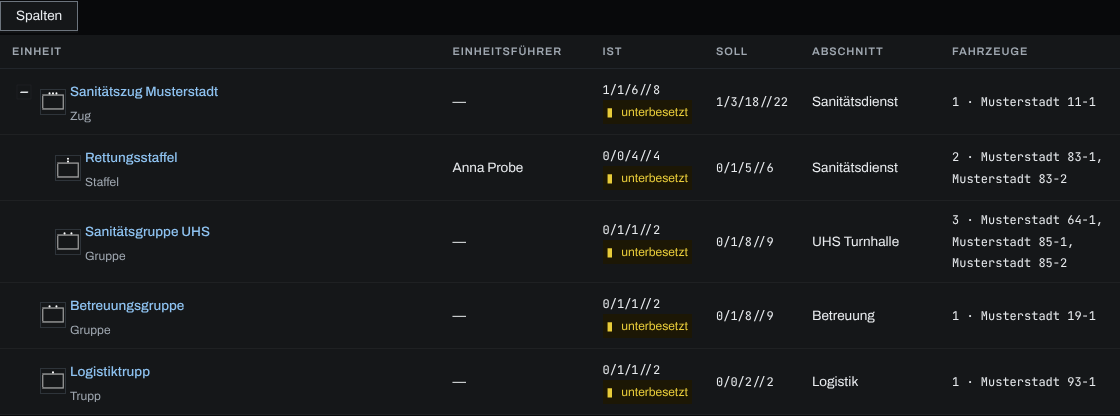 Spalten
EINHEIT EINHEITSFÜHRER IST SOLL ABSCHNITT FAHRZEUGE
Sanitätszug Musterstadt
Zug
—
1/1/6//8
unterbesetzt
1/3/18//22
Sanitätsdienst
1 · Musterstadt 11-1
Rettungsstaffel
Staffel
Anna Probe
0/0/4//4
unterbesetzt
0/1/5//6
Sanitätsdienst
2 · Musterstadt 83-1,
Musterstadt 83-2
Sanitätsgruppe UHS
Gruppe
—
0/1/1//2
unterbesetzt
0/1/8//9
UHS Turnhalle
3 · Musterstadt 64-1,
Musterstadt 85-1,
Musterstadt 85-2
Betreuungsgruppe
Gruppe
—
0/1/1//2
unterbesetzt
0/1/8//9
Betreuung
1 · Musterstadt 19-1
Logistiktrupp
Trupp
—
0/1/1//2
unterbesetzt
0/0/2//2
Logistik
1 · Musterstadt 93-1